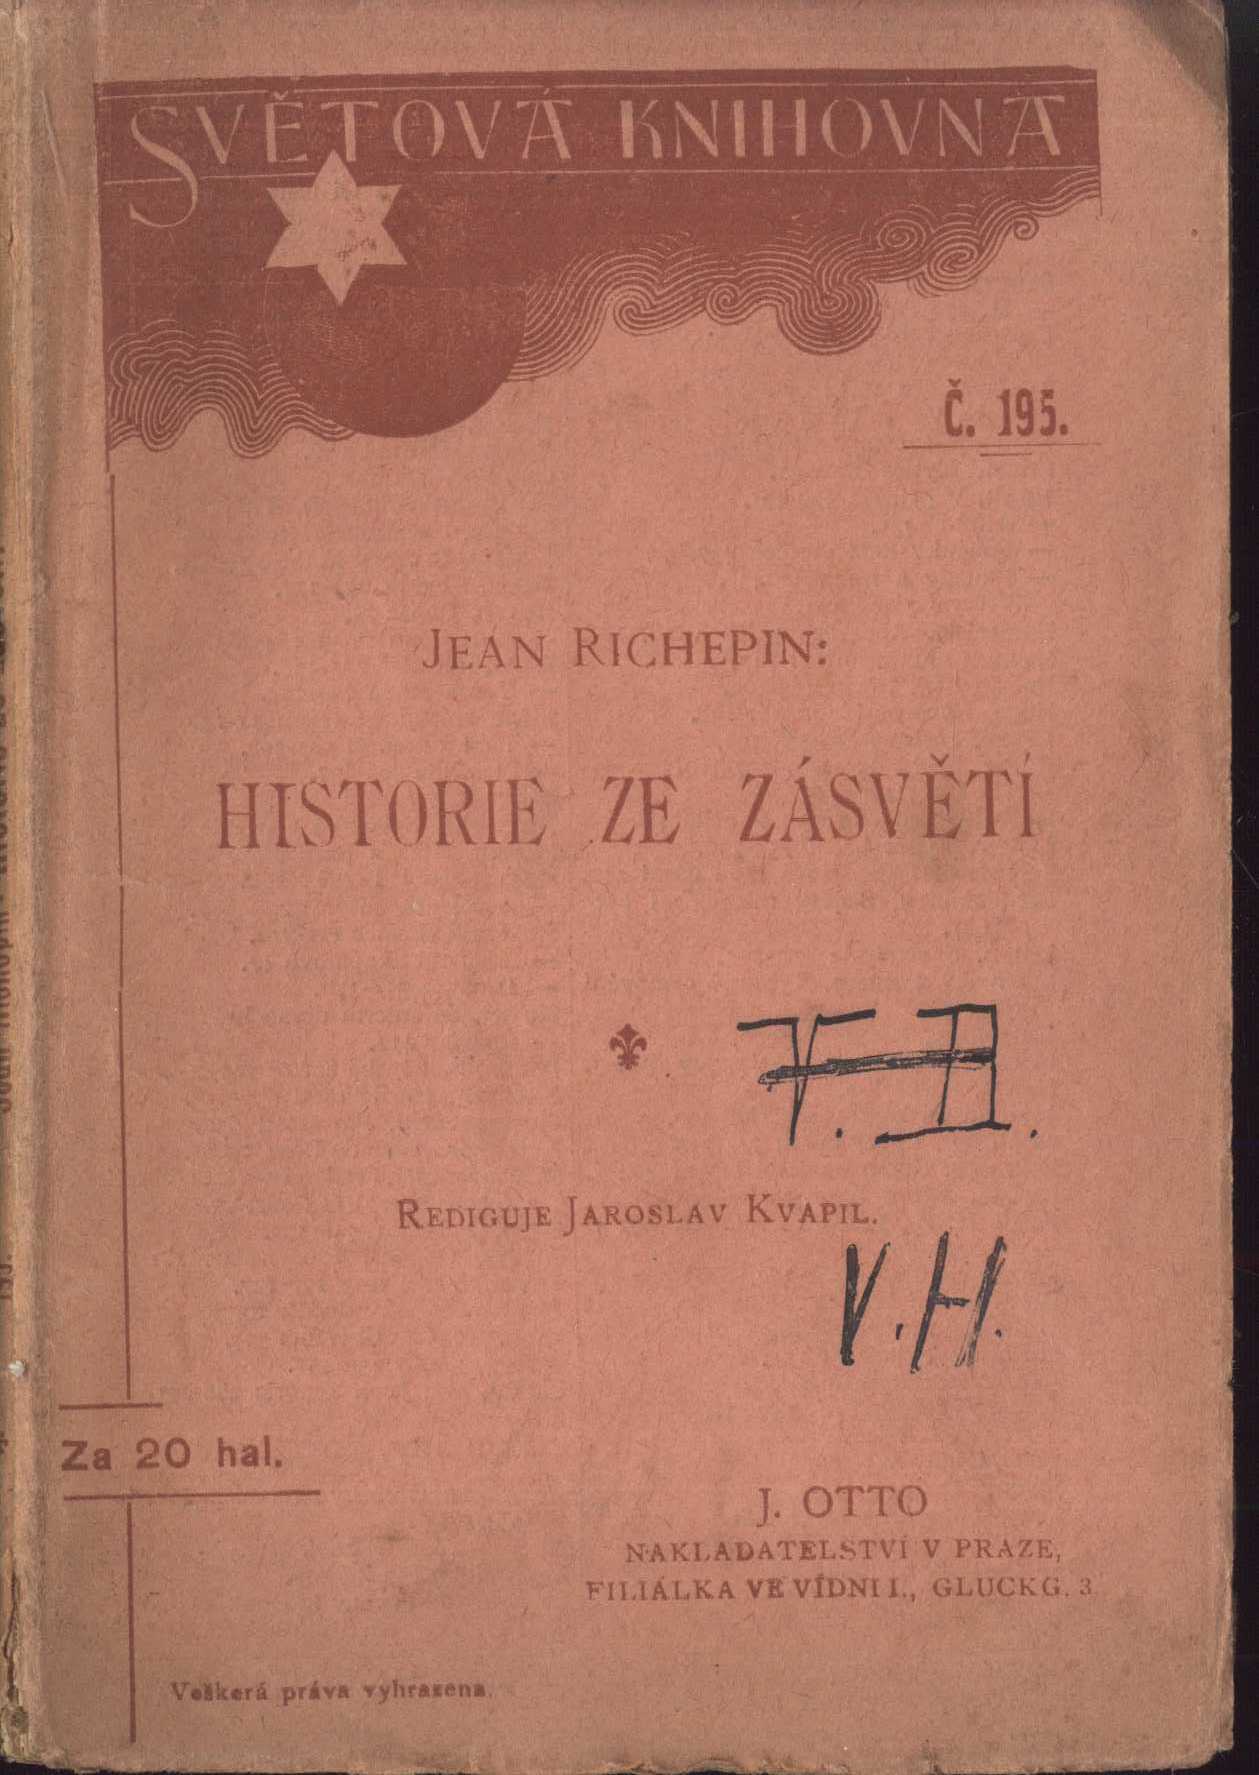 SVĚTOVÁ KNIHOVNA
Č. 195.
JEAN RICHEPIN:
HISTORIE ZE ZÁSVĚTÍ
V. B.
REDIGUJE JAROSLAV KVAPIL.
V. H.
Za 20 hal.
J. OTTO
NAKLADATELSTVÍ V PRAZE,
FILIÁLKA VE VÍDNI I., GLUCKG. 3
Veškerá práva vyhrazena.